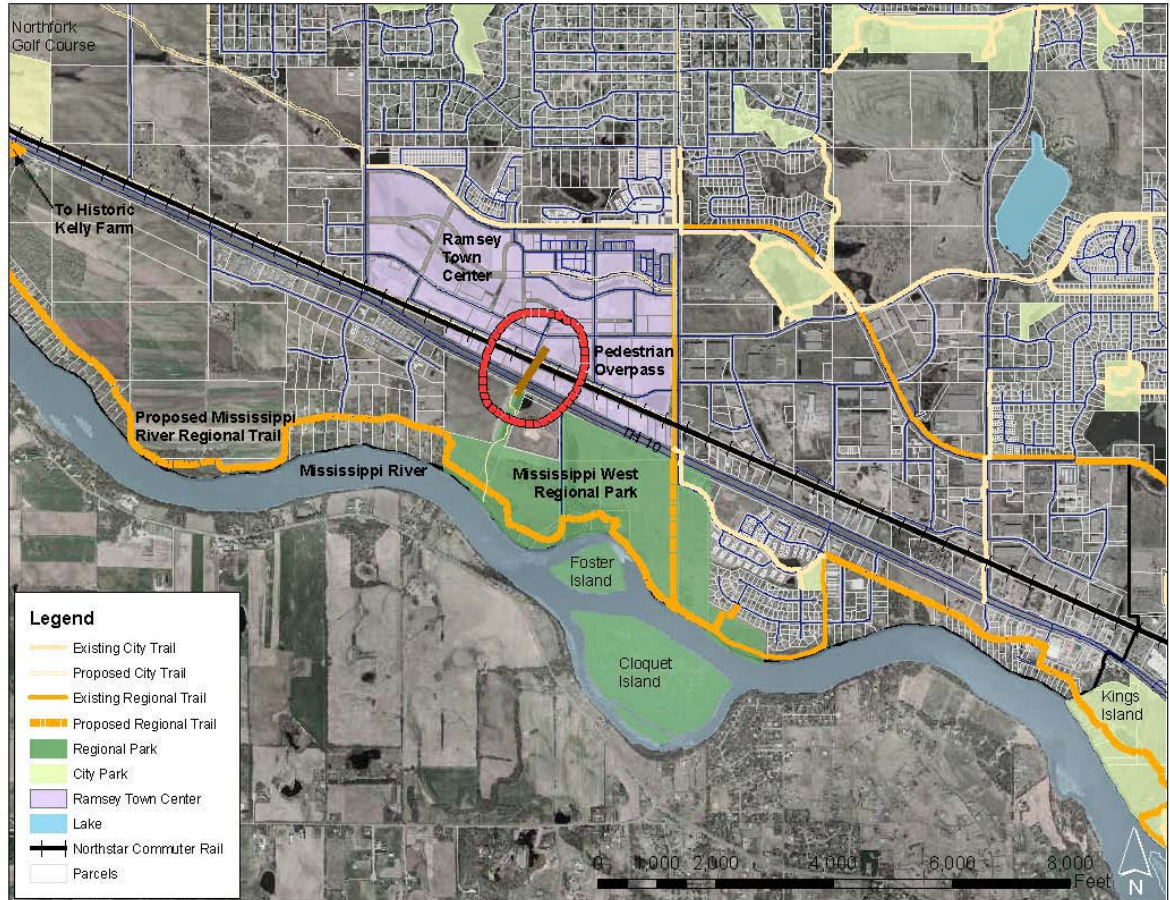 Northfork
Golf Course
To Historic
Kelly Farm
Ramsey
Town
Center
Pedestrian
Overpass
TH 10
Proposed Mississippi
River Regional Trail
Mississippi River
Mississippi West
Regional Park
Foster
Island
Cloquet
Island
Kings
Island
Legend
Existing City Trail
Proposed City Trail
Existing Regional Trail
Proposed Regional Trail
Regional Park
City Park
Ramsey Town Center
Lake
Northstar Commuter Rail
Parcels
0 1,000 2,000 4,000 6,000 8,000
Feet
N